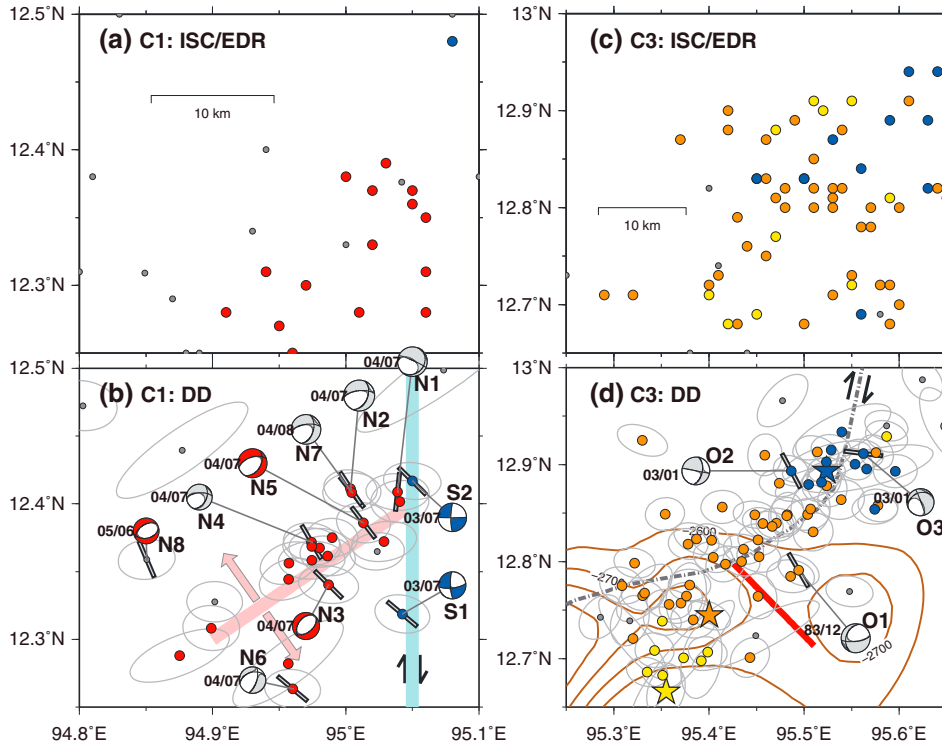 (a) C1: ISC/EDR
10 km
12.5°N
12.4°N
12.3°N
(c) C3: ISC/EDR
10 km
13°N
12.9°N
12.8°N
12.7°N
(b) C1: DD
04/07
N1
04/07
N2
04/08
N7
04/07
N5
04/07
N4
05/06
N8
S2
03/07
03/07
S1
N3
04/07
N6
04/07
12.5°N
12.4°N
12.3°N
94.8°E
94.9°E
95°E
95.1°E
(d) C3: DD
O2
03/01
03/01
O3
−2600
−2700
83/12
O1
−2700
13°N
12.9°N
12.8°N
12.7°N
95.3°E
95.4°E
95.5°E
95.6°E